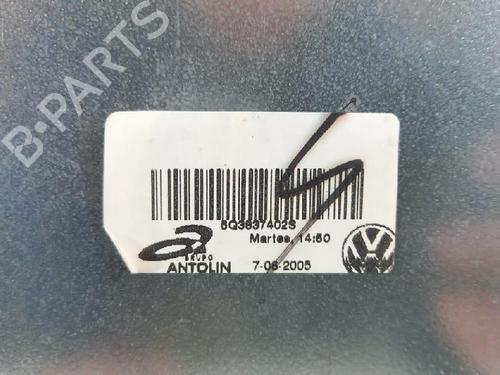 B-PARTS
6Q3837402S
Martes, 14:50
GRUPO
ANTOLIN
7-06-2005